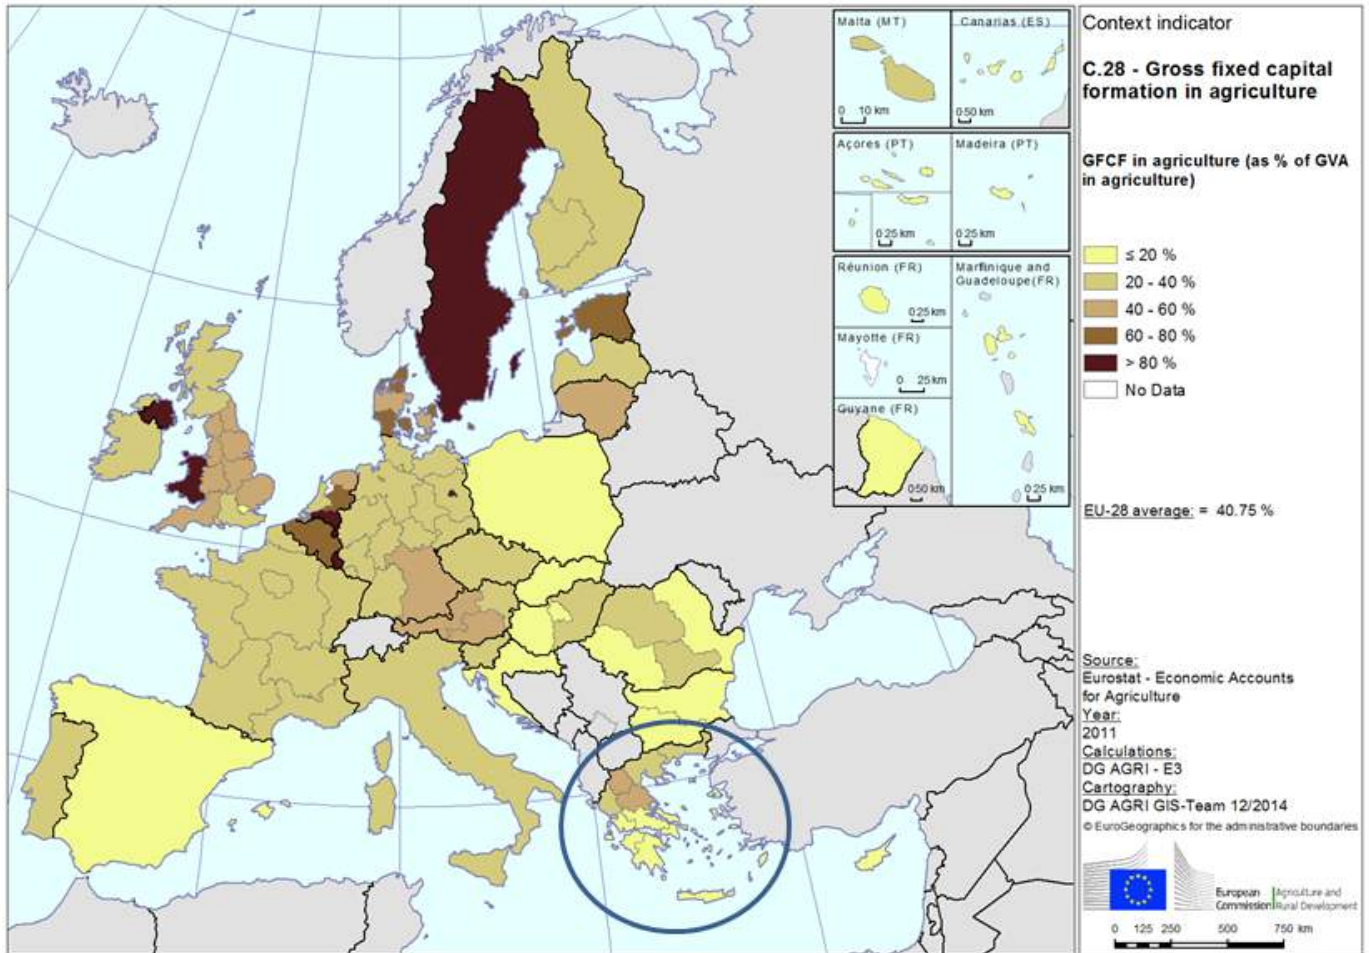 Malta (MT)
0 10 km
Canarias (ES)
0 50 km
Açores (PT)
0 25 km
Madeira (PT)
0 25 km
Réunion (FR)
0 25 km
Mayotte (FR)
0 25 km
Guyane (FR)
0 50 km
Martinique and
Guadeloupe (FR)
0 25 km
Context indicator
C.28 - Gross fixed capital
formation in agriculture
GFCF in agriculture (as % of GVA
in agriculture)
≤ 20 %
20 - 40 %
40 - 60 %
60 - 80 %
> 80 %
No Data
EU-28 average: = 40.75 %
Source:
Eurostat - Economic Accounts
for Agriculture
Year:
2011
Calculations:
DG AGRI - E3
Cartography:
DG AGRI GIS-Team 12/2014
© EuroGeographics for the administrative boundaries
European
Commission
Agriculture and
Rural Development
0 125 250 500 750 km